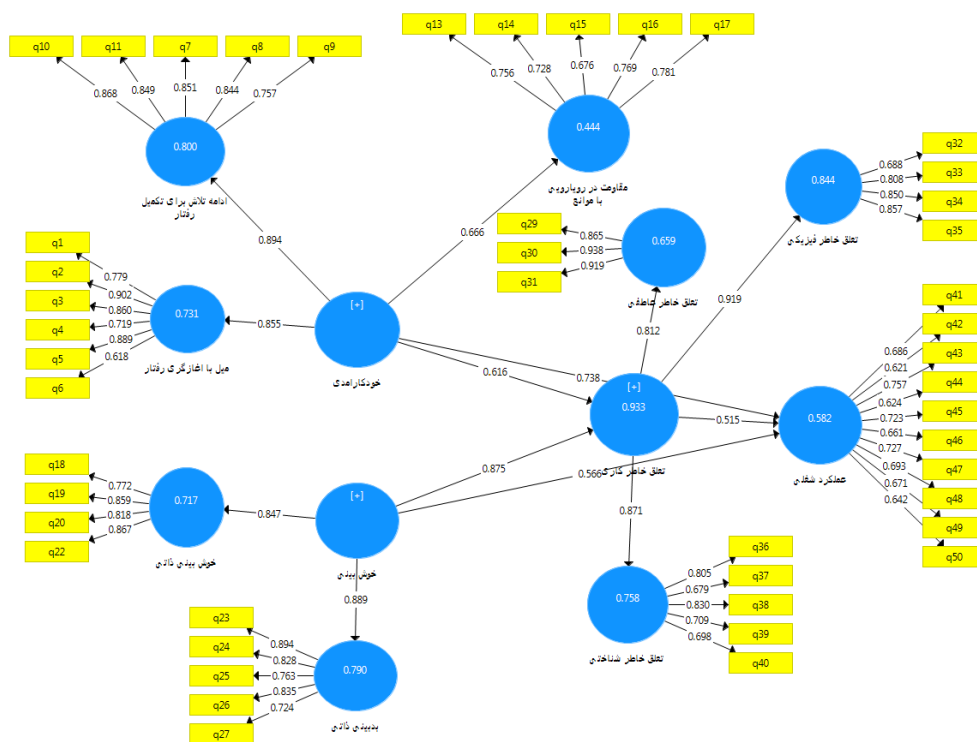 q10 q11 q7 q8 q9
0.868 0.849 0.851 0.844 0.757
0.800
ادامه تلاش برای تکمیل
رفتار
q13 q14 q15 q16 q17
0.756 0.728 0.676 0.769 0.781
0.444
مقاومت در رویارویی
با موانع
q32
q33
q34
q35
0.688
0.808
0.850
0.857
0.844
تعلق خاطر فیزیکی
q29
q30
q31
0.865
0.938
0.919
0.659
تعلق خاطر عاطفی
0.894
0.666
0.919
0.812
q1
q2
q3
q4
q5
q6
0.779
0.902
0.860
0.719
0.889
0.618
0.731
میل با اغازگری رفتار
0.855
[+]
خودکارامدی
0.616
0.738
[+]
0.933
تعلق خاطر کاری
0.515
0.875
0.566
0.871
q41
q42
q43
q44
q45
q46
q47
q48
q49
q50
0.686
0.621
0.757
0.624
0.723
0.661
0.727
0.693
0.671
0.642
0.582
عملکرد شغلی
q18
q19
q20
q22
0.772
0.859
0.818
0.867
0.717
خوش بینی ذاتی
0.847
[+]
خوش بینی
0.889
q23
q24
q25
q26
q27
0.894
0.828
0.763
0.835
0.724
0.790
بدبینی ذاتی
q36
q37
q38
q39
q40
0.805
0.679
0.830
0.709
0.698
0.758
تعلق خاطر شناختی